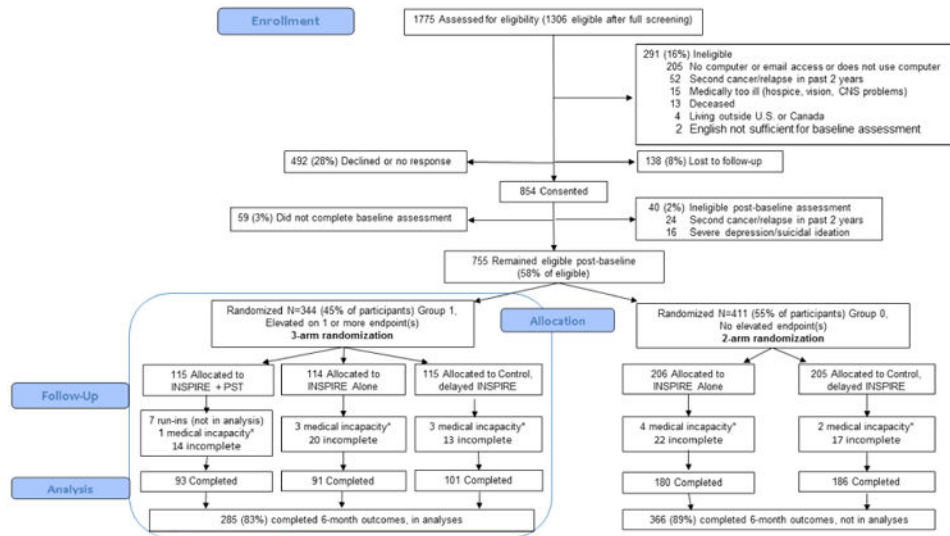 Enrollment
1775 Assessed for eligibility (1306 eligible after full screening)
291 (16%) Ineligible
205 No computer or email access or does not use computer
52 Second cancer/relapse in past 2 years
15 Medically too ill (hospice, vision, CNS problems)
13 Deceased
4 Living outside U.S. or Canada
2 English not sufficient for baseline assessment
492 (28%) Declined or no response
138 (8%) Lost to follow-up
854 Consented
59 (3%) Did not complete baseline assessment
40 (2%) Ineligible post-baseline assessment
24 Second cancer/relapse in past 2 years
16 Severe depression/suicidal ideation
755 Remained eligible post-baseline
(58% of eligible)
Randomized N=344 (45% of participants) Group 1,
Elevated on 1 or more endpoint(s)
3-arm randomization
Allocation
Randomized N=411 (55% of participants) Group 0,
No elevated endpoint(s)
2-arm randomization
Follow-Up
115 Allocated to
INSPIRE + PST
114 Allocated to
INSPIRE Alone
115 Allocated to Control,
delayed INSPIRE
206 Allocated to
INSPIRE Alone
205 Allocated to Control,
delayed INSPIRE
7 run-ins (not in analysis)
1 medical incapacity*
14 incomplete
3 medical incapacity*
20 incomplete
3 medical incapacity*
13 incomplete
4 medical incapacity*
22 incomplete
2 medical incapacity*
17 incomplete
Analysis
93 Completed
91 Completed
101 Completed
180 Completed
186 Completed
285 (83%) completed 6-month outcomes, in analyses
366 (89%) completed 6-month outcomes, not in analyses